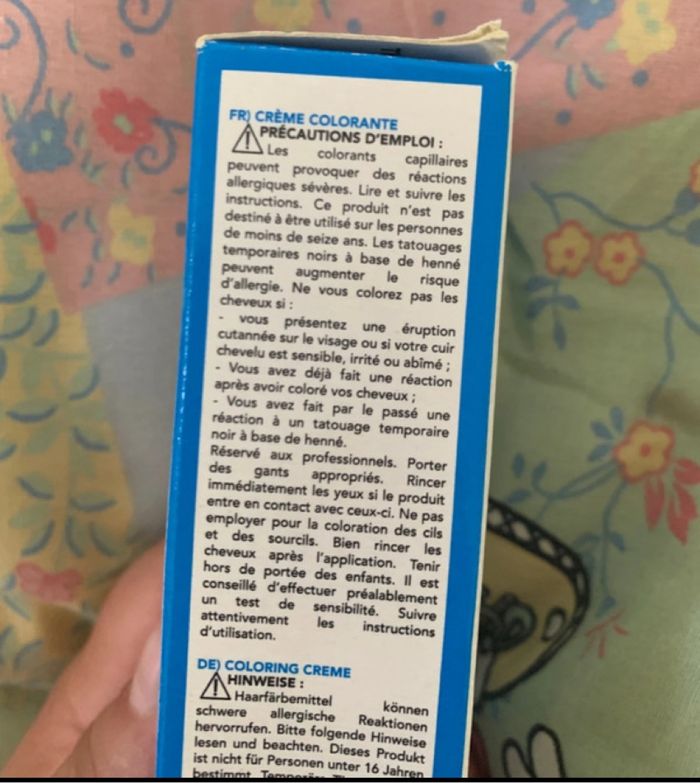 FR) CRÈME COLORANTE
PRÉCAUTIONS D'EMPLOI :
Les colorants capillaires
peuvent provoquer des réactions
allergiques sévères. Lire et suivre les
instructions. Ce produit n'est pas
destiné à être utilisé sur les personnes
de moins de seize ans. Les tatouages
temporaires noirs à base de henné
peuvent augmenter le risque
d'allergie. Ne vous colorez pas les
cheveux si :
- vous présentez une éruption
cutannée sur le visage ou si votre cuir
chevelu est sensible, irrité ou abîmé ;
- Vous avez déjà fait une réaction
après avoir coloré vos cheveux ;
- Vous avez fait par le passé une
réaction à un tatouage temporaire
noir à base de henné.
Réservé aux professionnels. Porter
des gants appropriés. Rincer
immédiatement les yeux si le produit
entre en contact avec ceux-ci. Ne pas
employer pour la coloration des cils
et des sourcils. Bien rincer les
cheveux après l'application. Tenir
hors de portée des enfants. Il est
conseillé d'effectuer préalablement
un test de sensibilité. Suivre
attentivement les instructions
d'utilisation.
DE) COLORING CREME
HINWEISE :
Haarfärbemittel können
schwere allergische Reaktionen
hervorrufen. Bitte folgende Hinweise
lesen und beachten. Dieses Produkt
ist nicht für Personen unter 16 Jahren
bestimmt